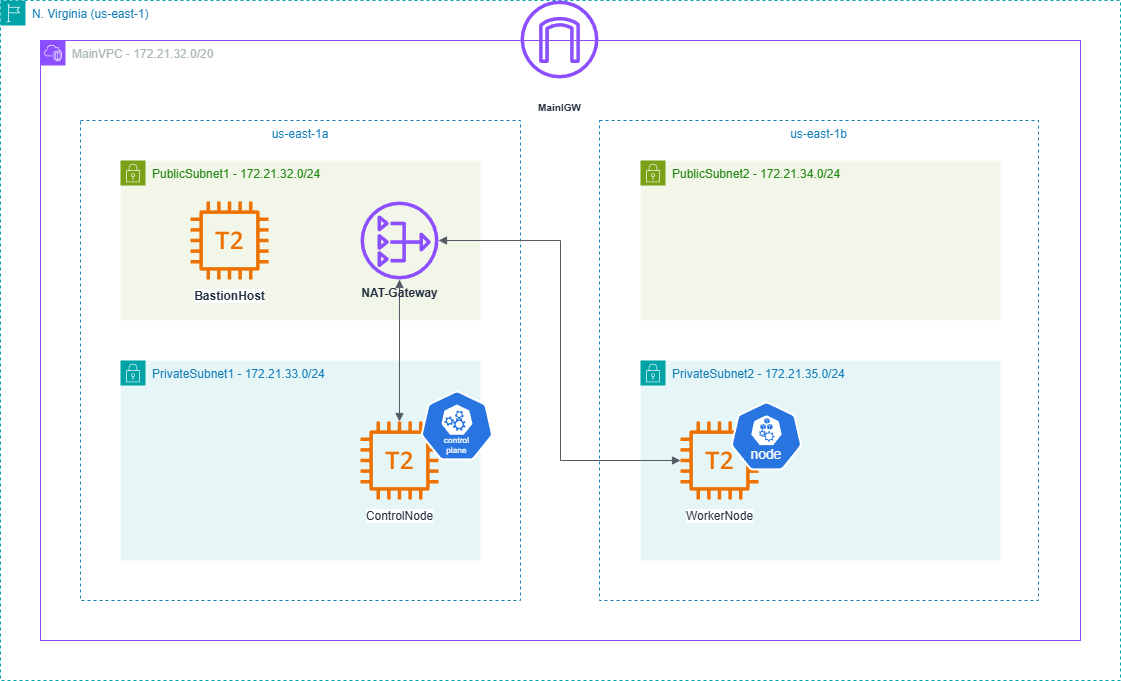 N. Virginia (us-east-1)
MainVPC - 172.21.32.0/20
MainIGW
us-east-1a
us-east-1b
PublicSubnet1 - 172.21.32.0/24
PublicSubnet2 - 172.21.34.0/24
T2
BastionHost
NAT-Gateway
PrivateSubnet1 - 172.21.33.0/24
PrivateSubnet2 - 172.21.35.0/24
T2
control
plane
ControlNode
T2
node
WorkerNode